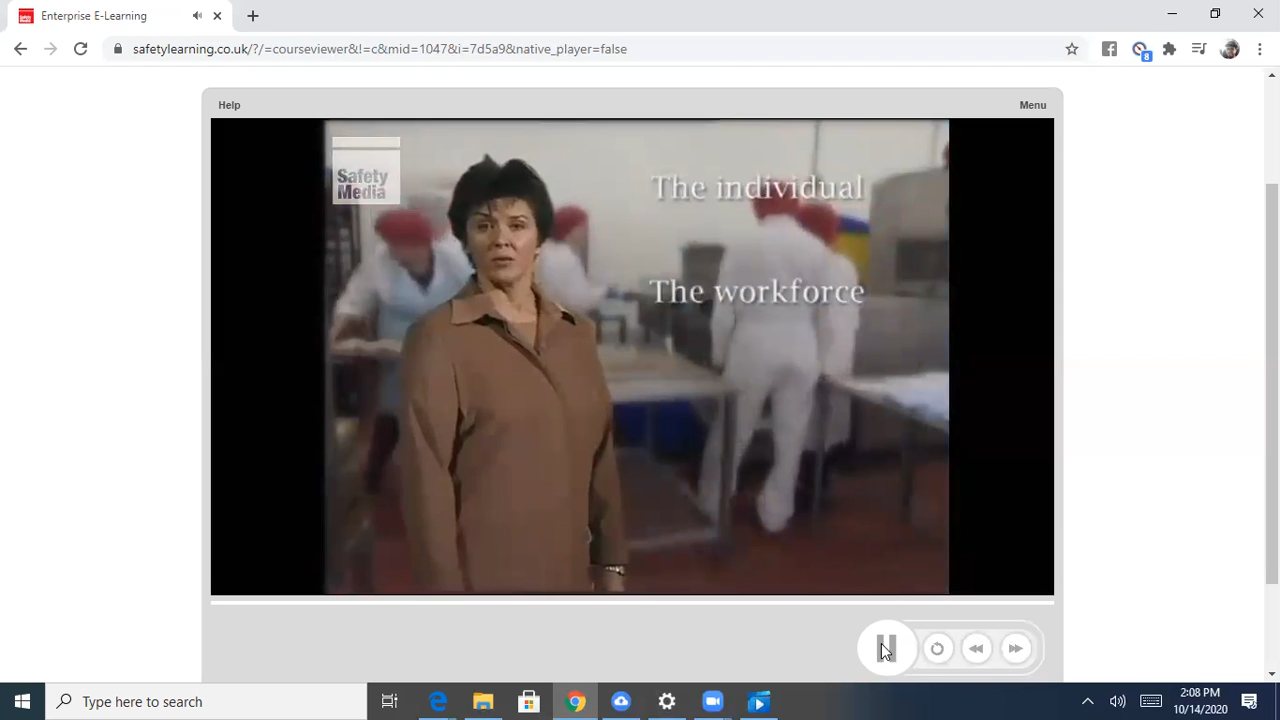 Enterprise E-Learning
safetylearning.co.uk/?/=courseviewer&!=c&mid=1047&i=7d5a9&native_player=false
8
Help
Menu
Safety
Media
The individual
The workforce
Type here to search
2:08 PM
10/14/2020